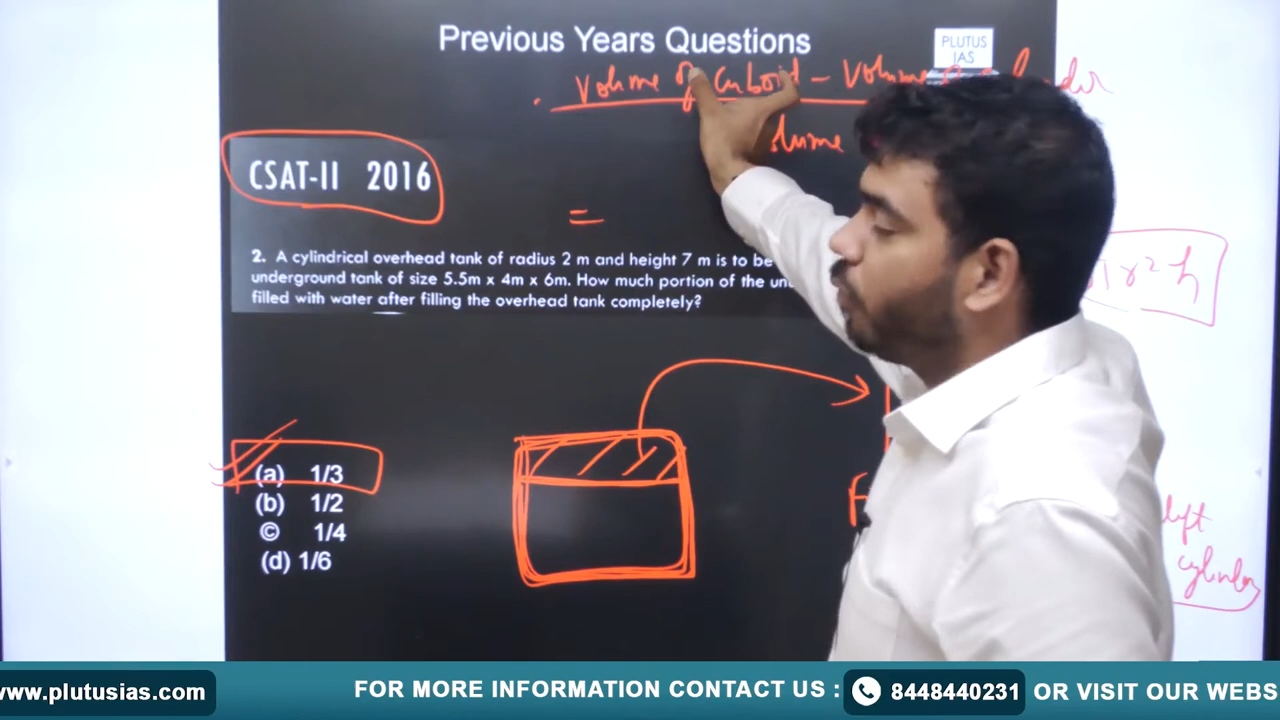 Previous Years Questions
PLUTUS
IAS
Volume of Cuboid – Volume
CSAT-II 2016
=
2. A cylindrical overhead tank of radius 2 m and height 7 m is to be
underground tank of size 5.5m x 4m x 6m. How much portion of the
filled with water after filling the overhead tank completely?
r² h
(a) 1/3
(b) 1/2
© 1/4
(d) 1/6
F
left
cylinder
www.plutusias.com
FOR MORE INFORMATION CONTACT US : 8448440231 OR VISIT OUR WEBS